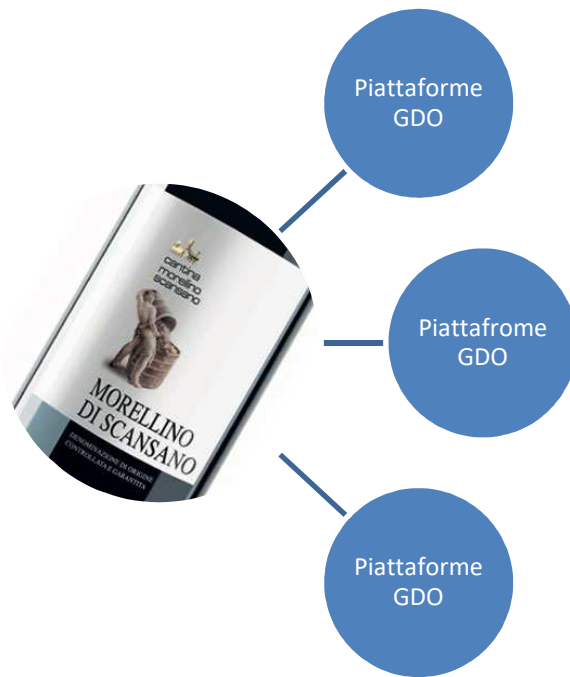 Piattaforme
GDO
cantina
morellino
scansano
MORELLINO
DI SCANSANO
DENOMINAZIONE DI ORIGINE
CONTROLLATA E GARANTITA
Piattafrome
GDO
Piattaforme
GDO